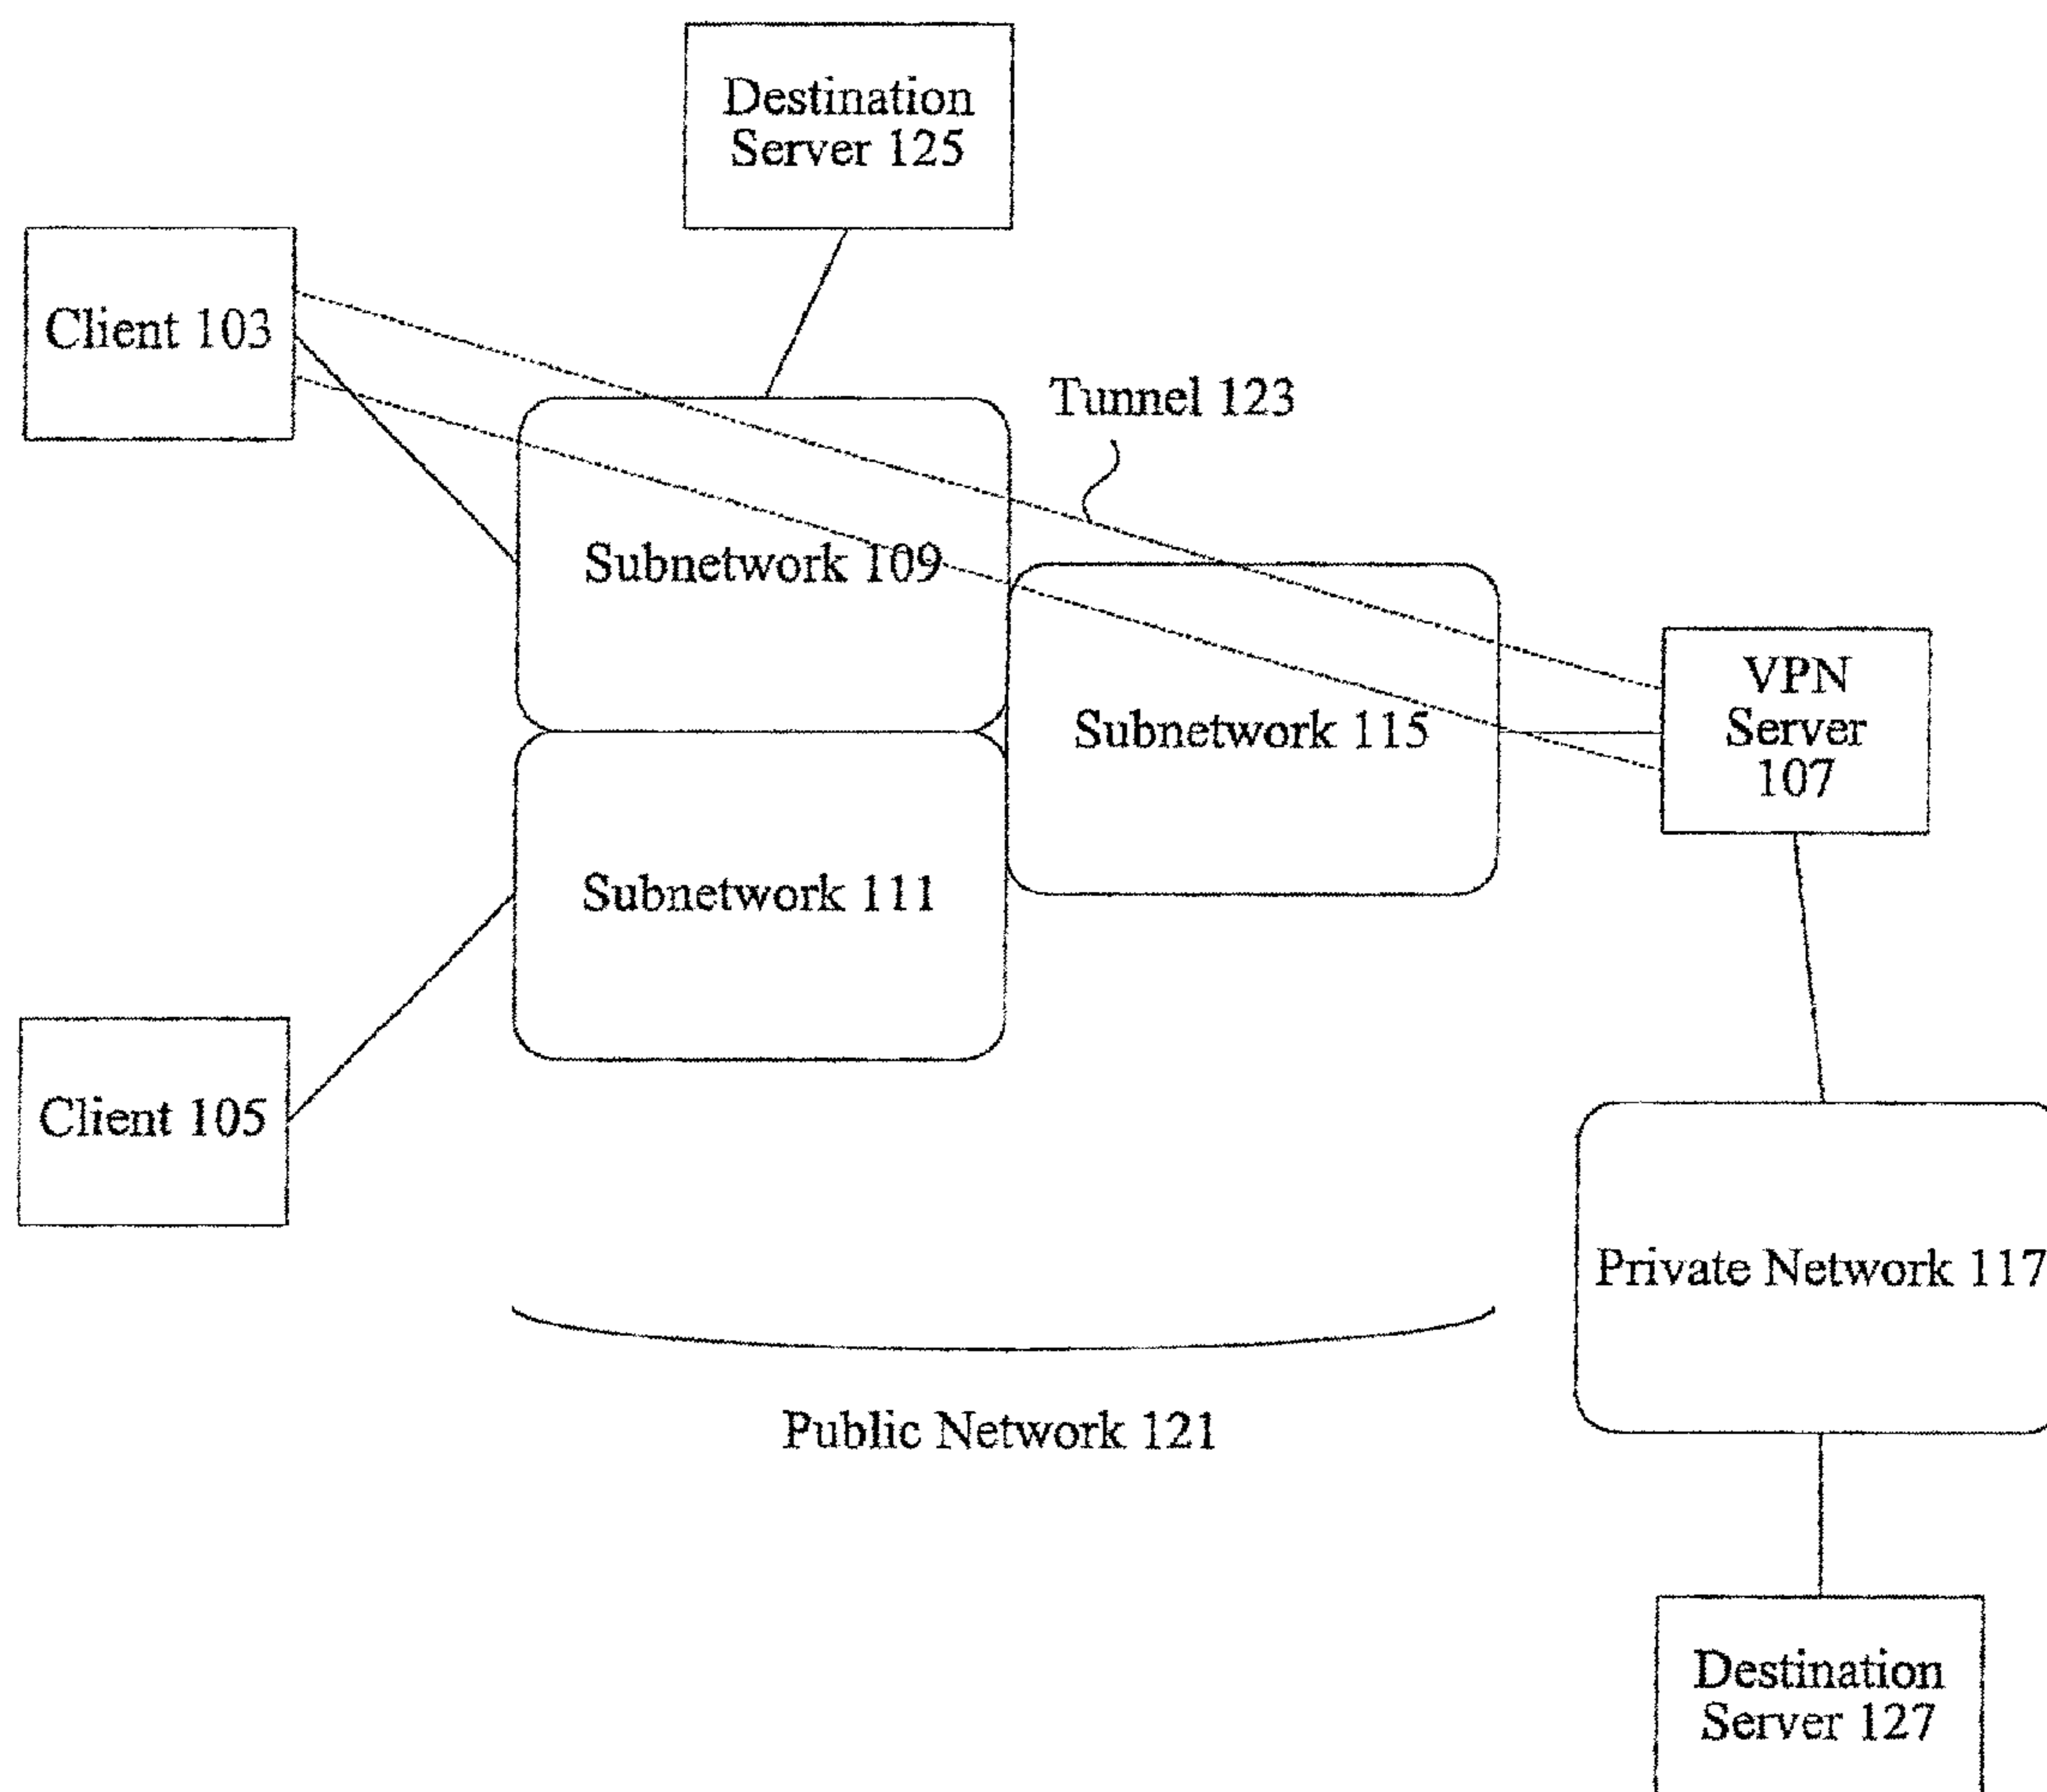 Destination
Server 125
Client 103
Tunnel 123
Subnetwork 109
VPN
Server
107
Subnetwork 115
Subnetwork 111
Client 105
Private Network 117
Public Network 121
Destination
Server 127